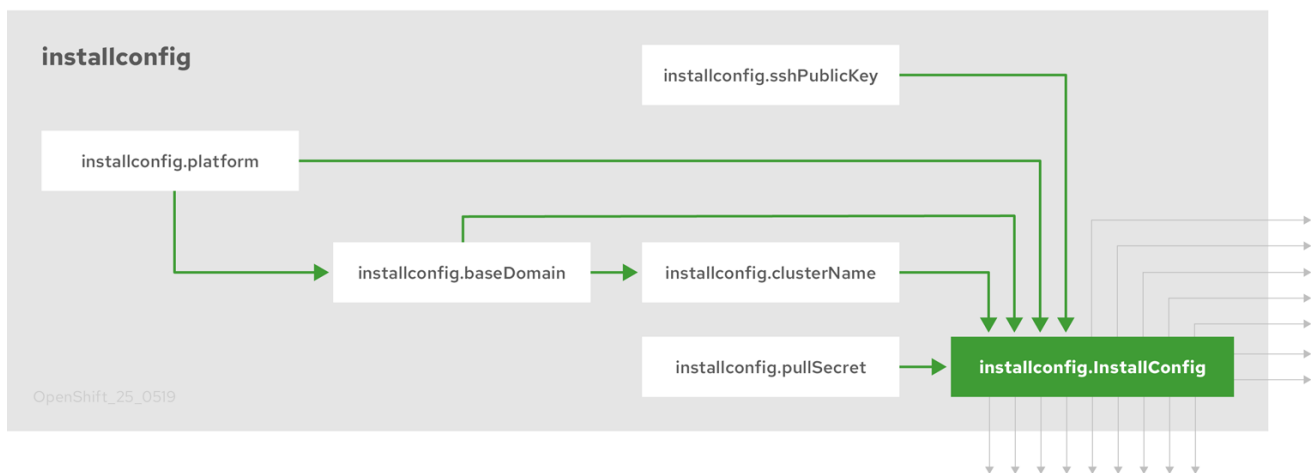 installconfig
installconfig.sshPublicKey
installconfig.platform
installconfig.baseDomain
installconfig.clusterName
installconfig.pullSecret
installconfig.InstallConfig
OpenShift_25_0519